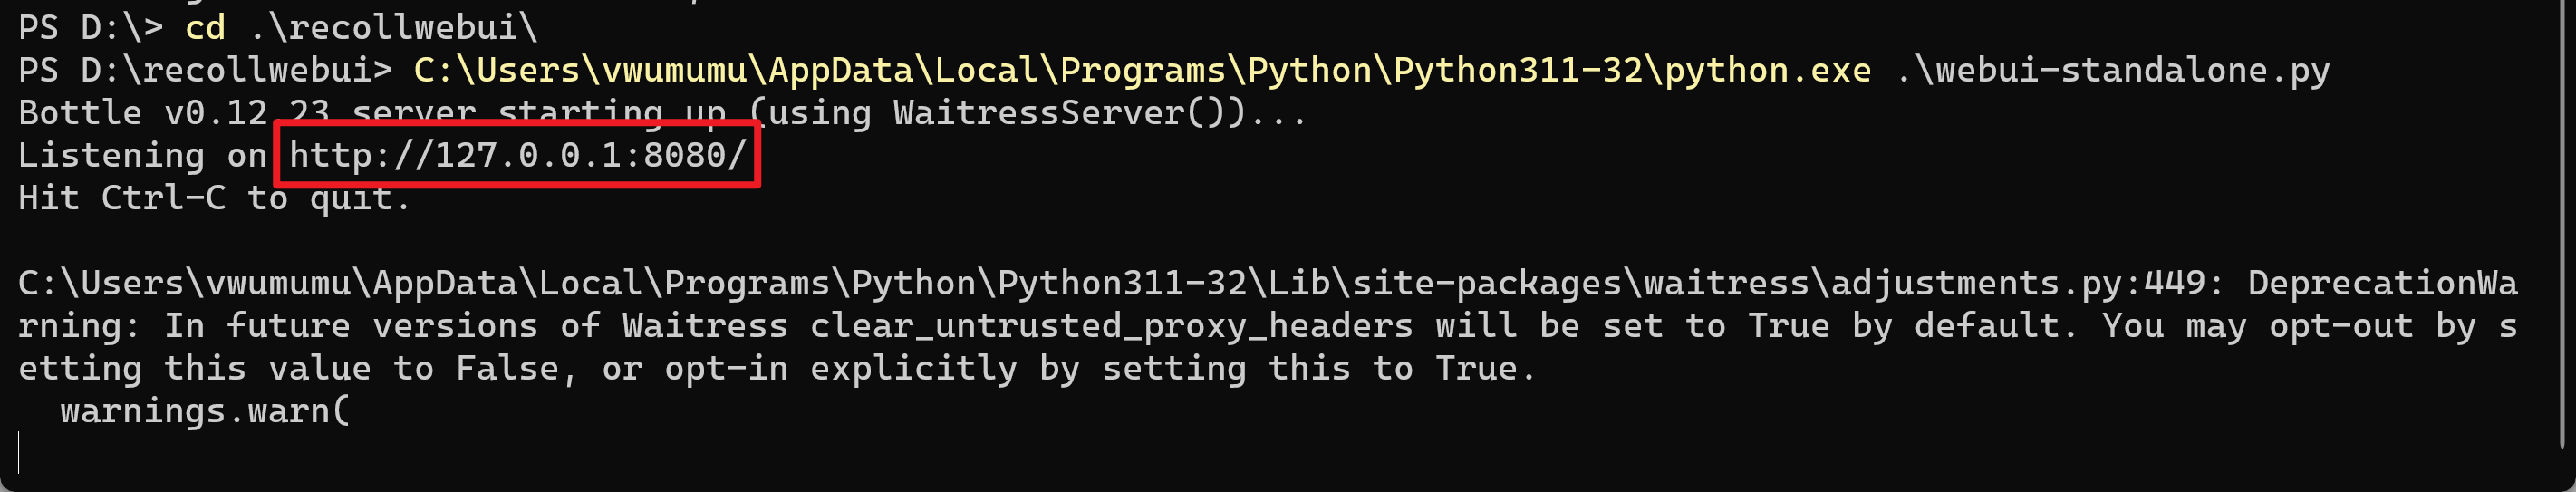 PS D:\> cd .\recollwebui\
PS D:\recollwebui> C:\Users\vwumumu\AppData\Local\Programs\Python\Python311-32\python.exe .\webui-standalone.py
Bottle v0.12.23 server starting up (using WaitressServer())...
Listening on http://127.0.0.1:8080/
Hit Ctrl-C to quit.
C:\Users\vwumumu\AppData\Local\Programs\Python\Python311-32\Lib\site-packages\waitress\adjustments.py:449: DeprecationWa
rning: In future versions of Waitress clear_untrusted_proxy_headers will be set to True by default. You may opt-out by s
etting this value to False, or opt-in explicitly by setting this to True.
  warnings.warn(